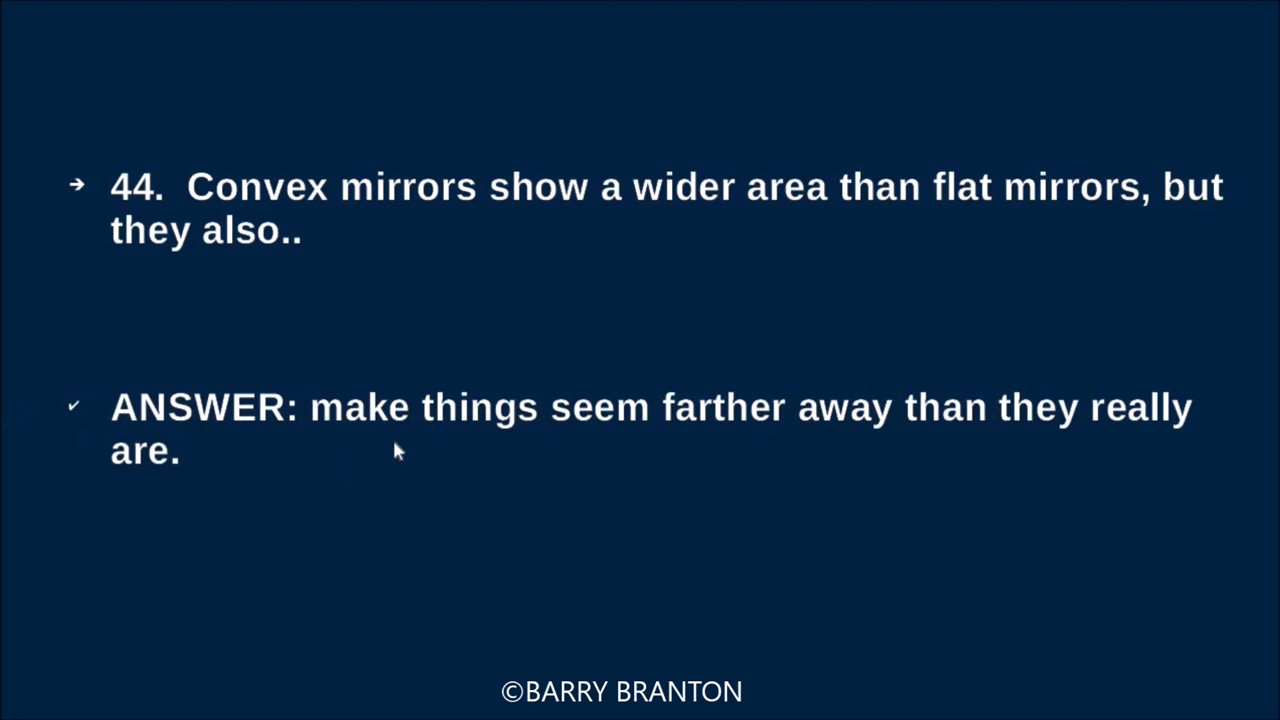 ➔ 44. Convex mirrors show a wider area than flat mirrors, but
they also..
✓ ANSWER: make things seem farther away than they really
are.
©BARRY BRANTON